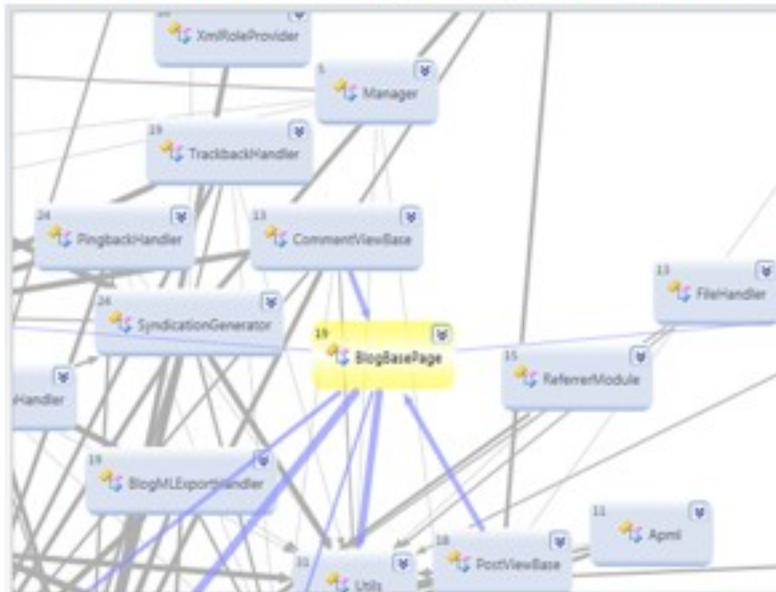 XmlRoleProvider
5
Manager
19
TrackbackHandler
24
PingbackHandler
13
CommentViewBase
13
FileHandler
24
SyndicationGenerator
19
BlogBasePage
15
ReferrerModule
Handler
19
BlogMLExportHandler
11
Apml
18
PostViewBase
31
Utils